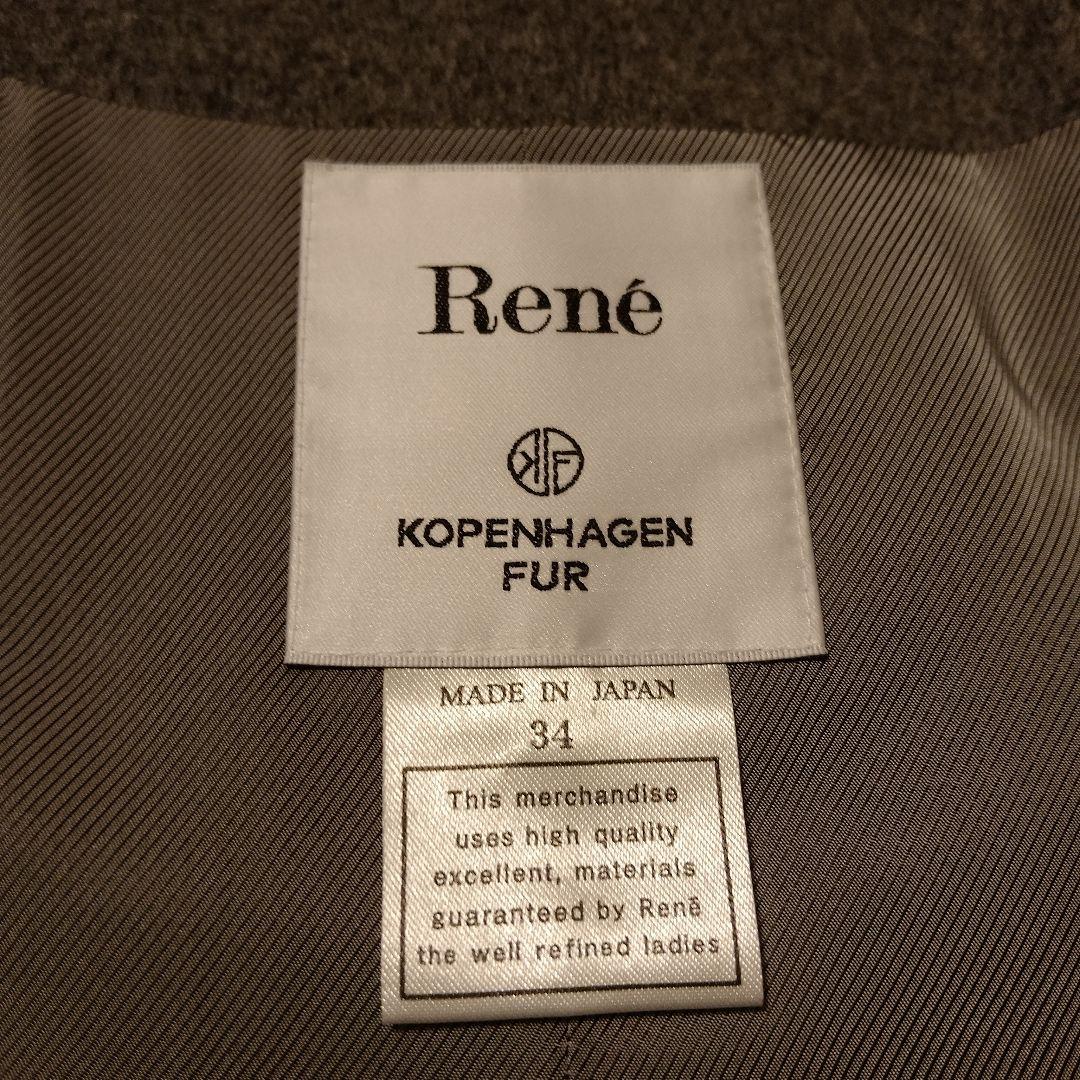 René
KF
KOPENHAGEN
FUR
MADE IN JAPAN
34
This merchandise
uses high quality
excellent, materials
guaranteed by Renē
the well refined ladies